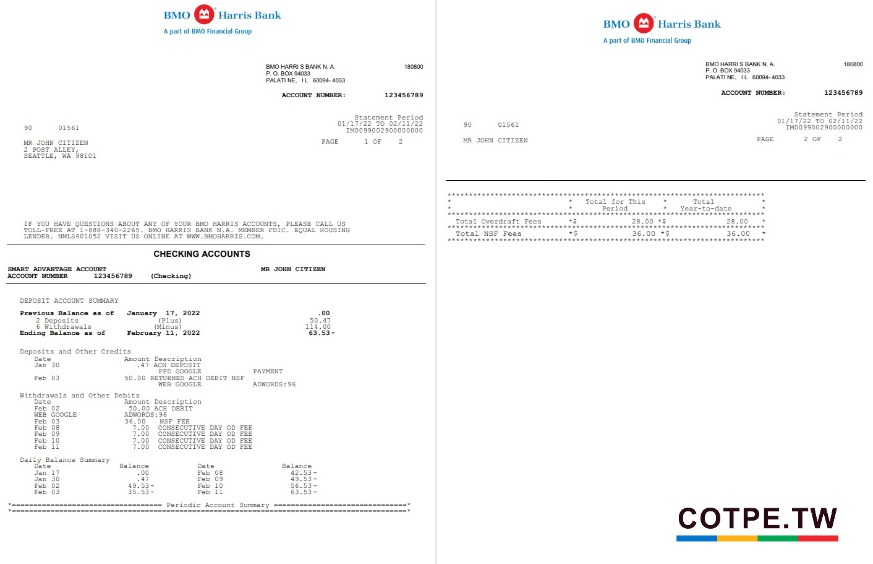 BMO Harris Bank
A part of BMO Financial Group
BMO HARRIS BANK N.A. 180800
P. O. BOX 94033
PALATINE, IL 60094-4033
ACCOUNT NUMBER: 123456789
Statement Period
01/17/22 TO 02/11/22
IM0099002900000000
90 01561
MR JOHN CITIZEN PAGE 1 OF 2
2 POST ALLEY,
SEATTLE, WA 98101
IF YOU HAVE QUESTIONS ABOUT ANY OF YOUR BMO HARRIS ACCOUNTS, PLEASE CALL US
TOLL-FREE AT 1-888-340-2265. BMO HARRIS BANK N.A. MEMBER FDIC. EQUAL HOUSING
LENDER. NMLS401052 VISIT US ONLINE AT WWW.BMOHARRIS.COM.
CHECKING ACCOUNTS
SMART ADVANTAGE ACCOUNT MR JOHN CITIZEN
ACCOUNT NUMBER 123456789 (Checking)
DEPOSIT ACCOUNT SUMMARY
Previous Balance as of January 17, 2022 .00
2 Deposits (Plus) 50.47
6 Withdrawals (Minus) 114.00
Ending Balance as of February 11, 2022 63.53-
Deposits and Other Credits
Date Amount Description
Jan 30 .47 ACH DEPOSIT
PPD GOOGLE PAYMENT
Feb 03 50.00 RETURNED ACH DEBIT NSF
WEB GOOGLE ADWORDS:96
Withdrawals and Other Debits
Date Amount Description
Feb 02 50.00 ACH DEBIT
WEB GOOGLE ADWORDS:96
Feb 03 36.00 NSF FEE
Feb 08 7.00 CONSECUTIVE DAY OD FEE
Feb 09 7.00 CONSECUTIVE DAY OD FEE
Feb 10 7.00 CONSECUTIVE DAY OD FEE
Feb 11 7.00 CONSECUTIVE DAY OD FEE
Daily Balance Summary
Date Balance Date Balance
Jan 17 .00 Feb 08 42.53-
Jan 30 .47 Feb 09 49.53-
Feb 02 49.53- Feb 10 56.53-
Feb 03 35.53- Feb 11 63.53-
*=================================== Periodic Account Summary ===============================*
*============================================================================================*
BMO Harris Bank
A part of BMO Financial Group
BMO HARRIS BANK N.A. 180800
P. O. BOX 94033
PALATINE, IL 60094-4033
ACCOUNT NUMBER: 123456789
Statement Period
01/17/22 TO 02/11/22
IM0099002900000000
90 01561
MR JOHN CITIZEN PAGE 2 OF 2
****************************************************************************
* * Total for This * Total *
* * Period * Year-to-date *
****************************************************************************
Total Overdraft Fees *$ 28.00 *$ 28.00 *
****************************************************************************
Total NSF Fees *$ 36.00 *$ 36.00 *
****************************************************************************
COTPE.TW